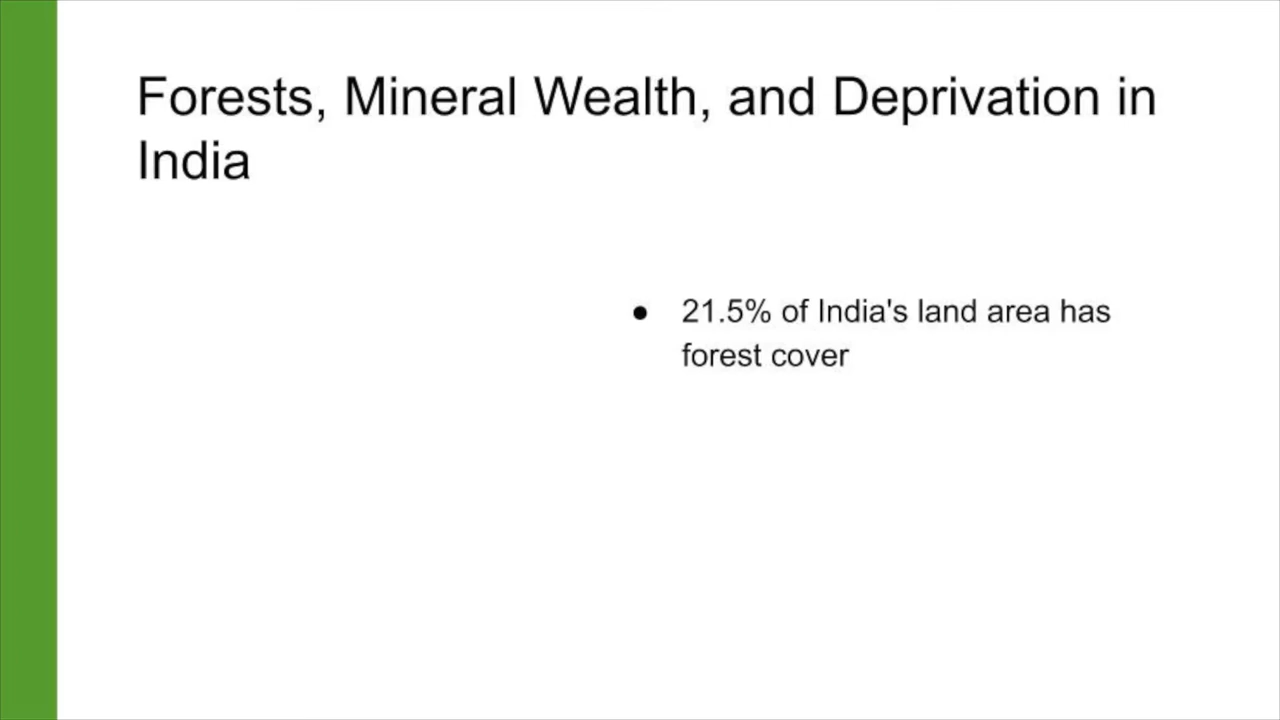 Forests, Mineral Wealth, and Deprivation in
India
● 21.5% of India's land area has
forest cover